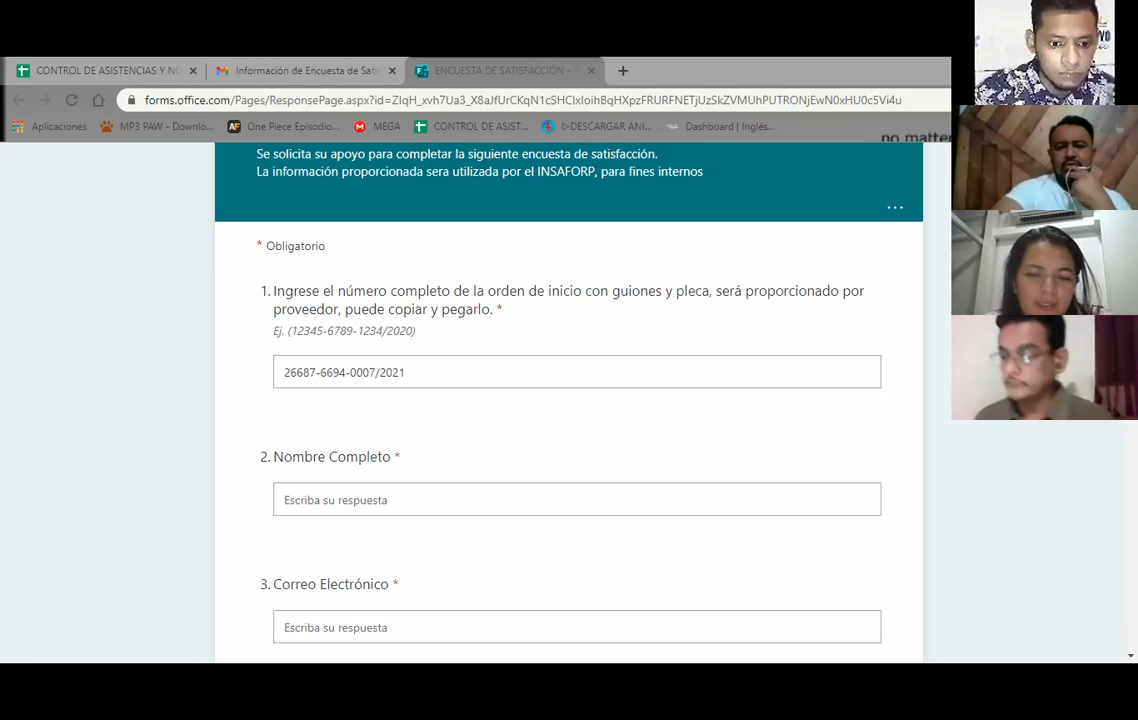 CONTROL DE ASISTENCIAS Y NO
Información de Encuesta de Satis
ENCUESTA DE SATISFACCIÓN -
forms.office.com/Pages/ResponsePage.aspx?id=ZIqH_xvh7Ua3_X8aJfUrCKqN1cSHClxIoih8qHXpzFRURFNETjUzSkZVMUhPUTRONjEwN0xHU0c5Vi4u
Aplicaciones
MP3 PAW - Downlo...
One Piece Episodio...
MEGA
CONTROL DE ASIST...
▷DESCARGAR ANI...
Dashboard | Inglés...
no matter
Se solicita su apoyo para completar la siguiente encuesta de satisfacción.
La información proporcionada sera utilizada por el INSAFORP, para fines internos
...
* Obligatorio
1. Ingrese el número completo de la orden de inicio con guiones y pleca, será proporcionado por
proveedor, puede copiar y pegarlo. *
Ej. (12345-6789-1234/2020)
26687-6694-0007/2021
2. Nombre Completo *
Escriba su respuesta
3. Correo Electrónico *
Escriba su respuesta